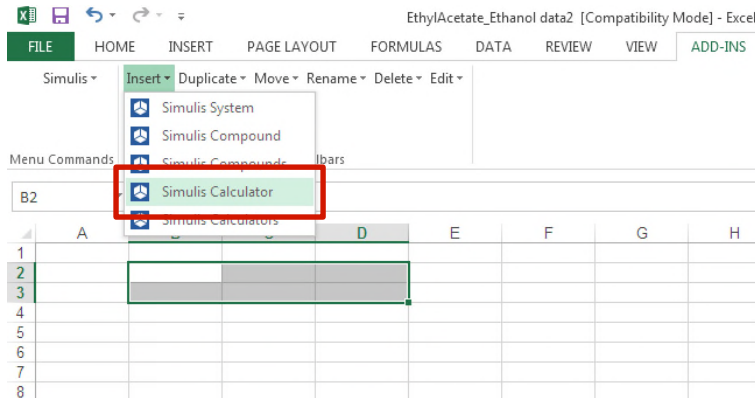 EthylAcetate_Ethanol data2 [Compatibility Mode] - Excel
FILE HOME INSERT PAGE LAYOUT FORMULAS DATA REVIEW VIEW ADD-INS
Simulis Insert Duplicate Move Rename Delete Edit
Simulis System
Simulis Compound
Menu Commands Simulis Compounds lbars
Simulis Calculator
B2
Simulis Calculators
A D E F G H
1
2
3
4
5
6
7
8